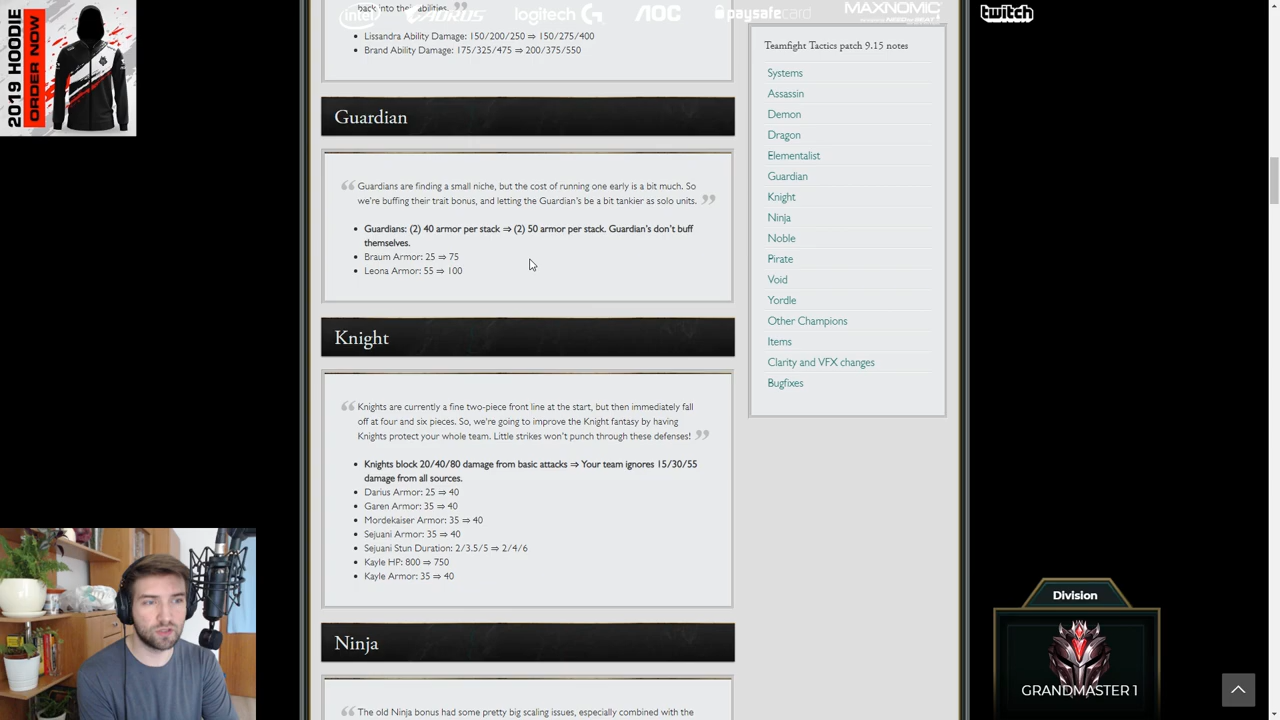 back into their abilities.
Lissandra Ability Damage: 150/200/250 ⇒ 150/275/400
Brand Ability Damage: 175/325/475 ⇒ 200/375/550
intel
AORUS
logitech G
AOC
paysafecard
MAXNOMIC
twitch
2019 HOODIE
ORDER NOW
Guardian
Guardians are finding a small niche, but the cost of running one early is a bit much. So
we're buffing their trait bonus, and letting the Guardian's be a bit tankier as solo units.
Guardians: (2) 40 armor per stack ⇒ (2) 50 armor per stack. Guardian's don't buff
themselves.
Braum Armor: 25 ⇒ 75
Leona Armor: 55 ⇒ 100
Knight
Knights are currently a fine two-piece front line at the start, but then immediately fall
off at four and six pieces. So, we're going to improve the Knight fantasy by having
Knights protect your whole team. Little strikes won't punch through these defenses!
Knights block 20/40/80 damage from basic attacks ⇒ Your team ignores 15/30/55
damage from all sources.
Darius Armor: 25 ⇒ 40
Garen Armor: 35 ⇒ 40
Mordekaiser Armor: 35 ⇒ 40
Sejuani Armor: 35 ⇒ 40
Sejuani Stun Duration: 2/3.5/5 ⇒ 2/4/6
Kayle HP: 800 ⇒ 750
Kayle Armor: 35 ⇒ 40
Ninja
The old Ninja bonus had some pretty big scaling issues, especially combined with the
Teamfight Tactics patch 9.15 notes
Systems
Assassin
Demon
Dragon
Elementalist
Guardian
Knight
Ninja
Noble
Pirate
Void
Yordle
Other Champions
Items
Clarity and VFX changes
Bugfixes
Division
GRANDMASTER 1